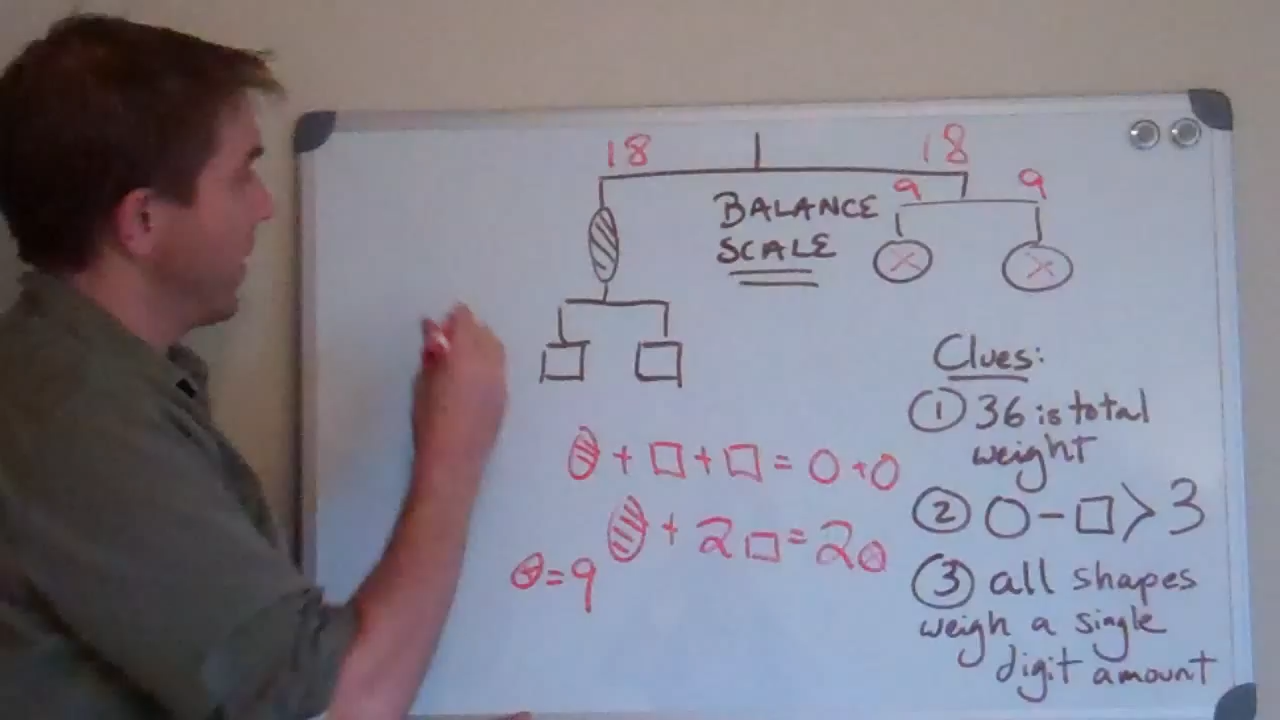 18 18
9 9
BALANCE
SCALE
× ×
Clues:
① 36 is total
weight
+ □ + □ = ○ + ○
② ○ − □ > 3
+ 2□ = 2○
= 9
③ all shapes
weigh a single
digit amount